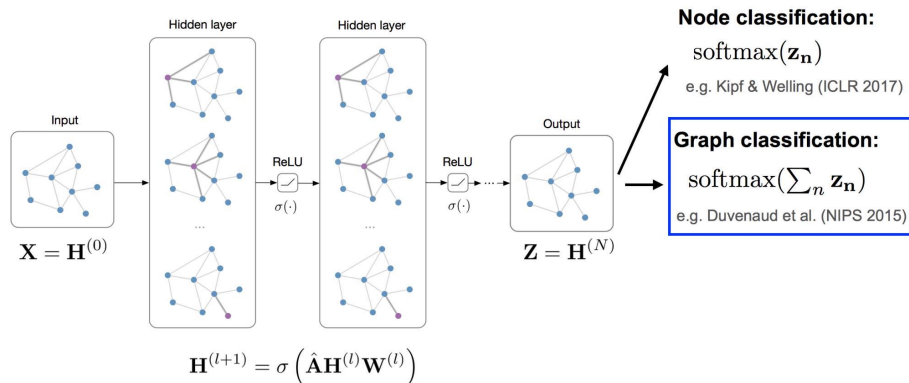 Input
X = H^(0)
Hidden layer
...
ReLU
σ(·)
Hidden layer
...
ReLU
σ(·)
...
Output
Z = H^(N)
H^(l+1) = σ(ÂH^(l)W^(l))
Node classification:
softmax(z_n)
e.g. Kipf & Welling (ICLR 2017)
Graph classification:
softmax(∑_n z_n)
e.g. Duvenaud et al. (NIPS 2015)